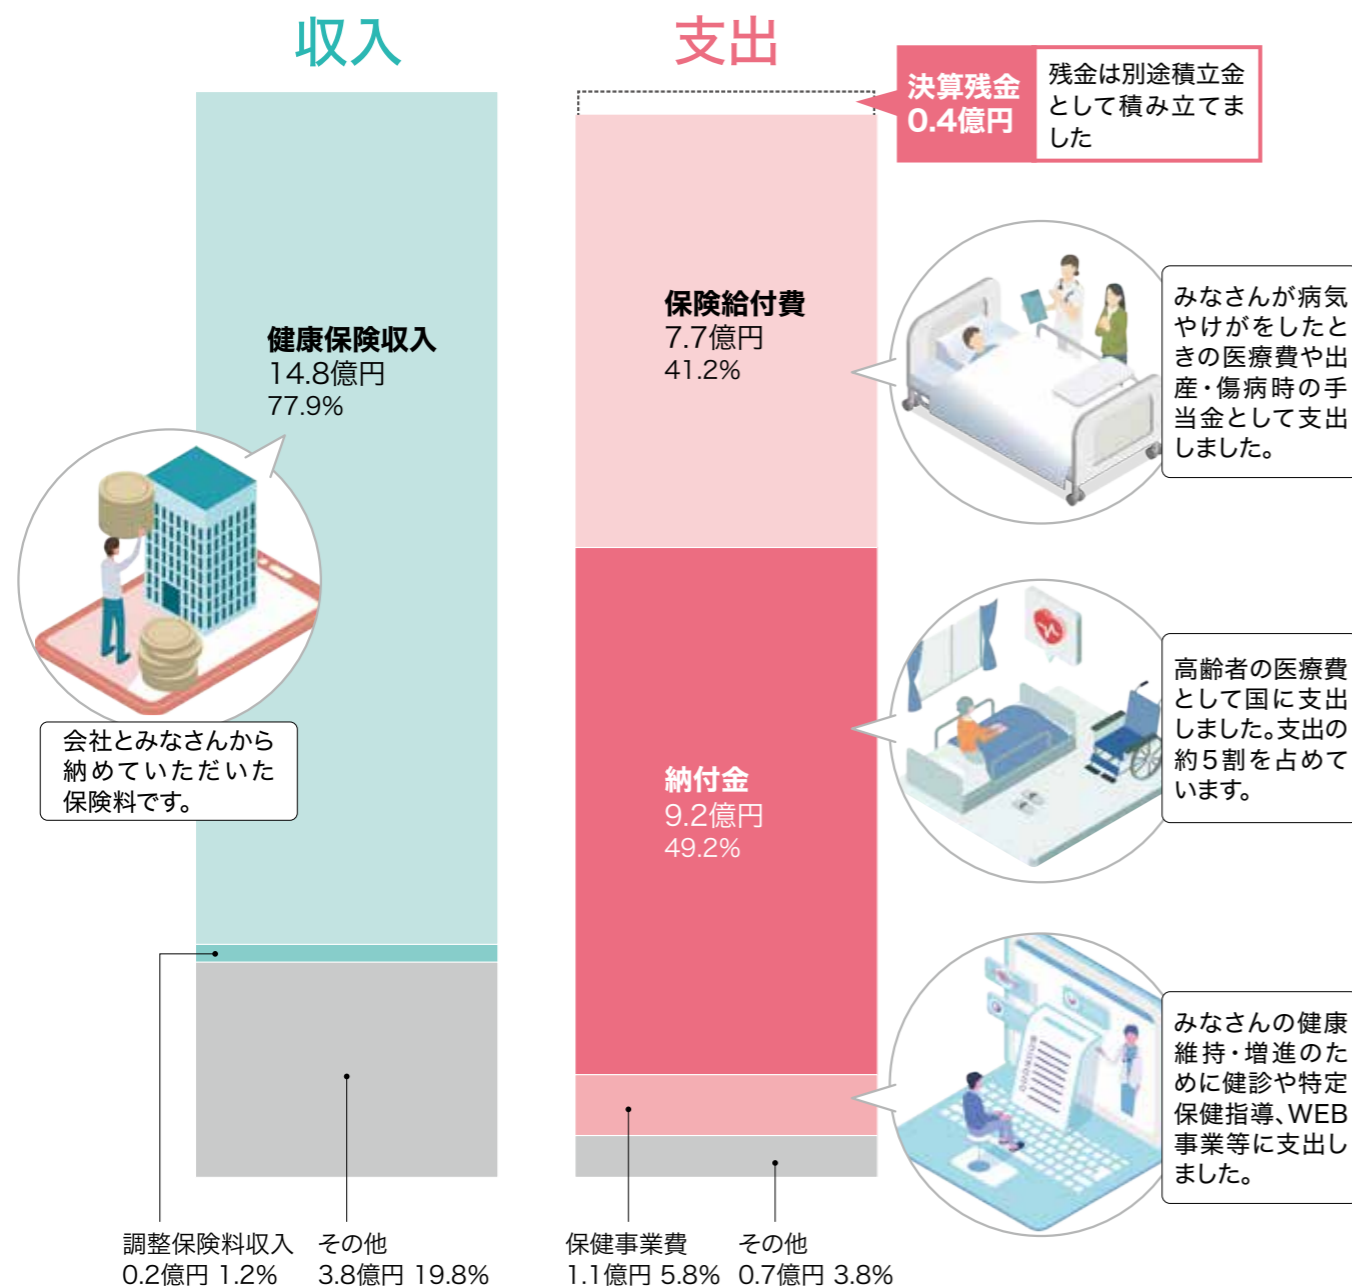 収入
支出
決算残金
0.4億円
残金は別途積立金
として積み立てま
した
健康保険収入
14.8億円
77.9%
会社とみなさんから
納めていただいた
保険料です。
保険給付費
7.7億円
41.2%
みなさんが病気
やけがをしたと
きの医療費や出
産・傷病時の手
当金として支出
しました。
納付金
9.2億円
49.2%
高齢者の医療費
として国に支出
しました。支出の
約5割を占めて
います。
みなさんの健康
維持・増進のた
めに健診や特定
保健指導、WEB
事業等に支出し
ました。
調整保険料収入
0.2億円 1.2%
その他
3.8億円 19.8%
保健事業費
1.1億円 5.8%
その他
0.7億円 3.8%